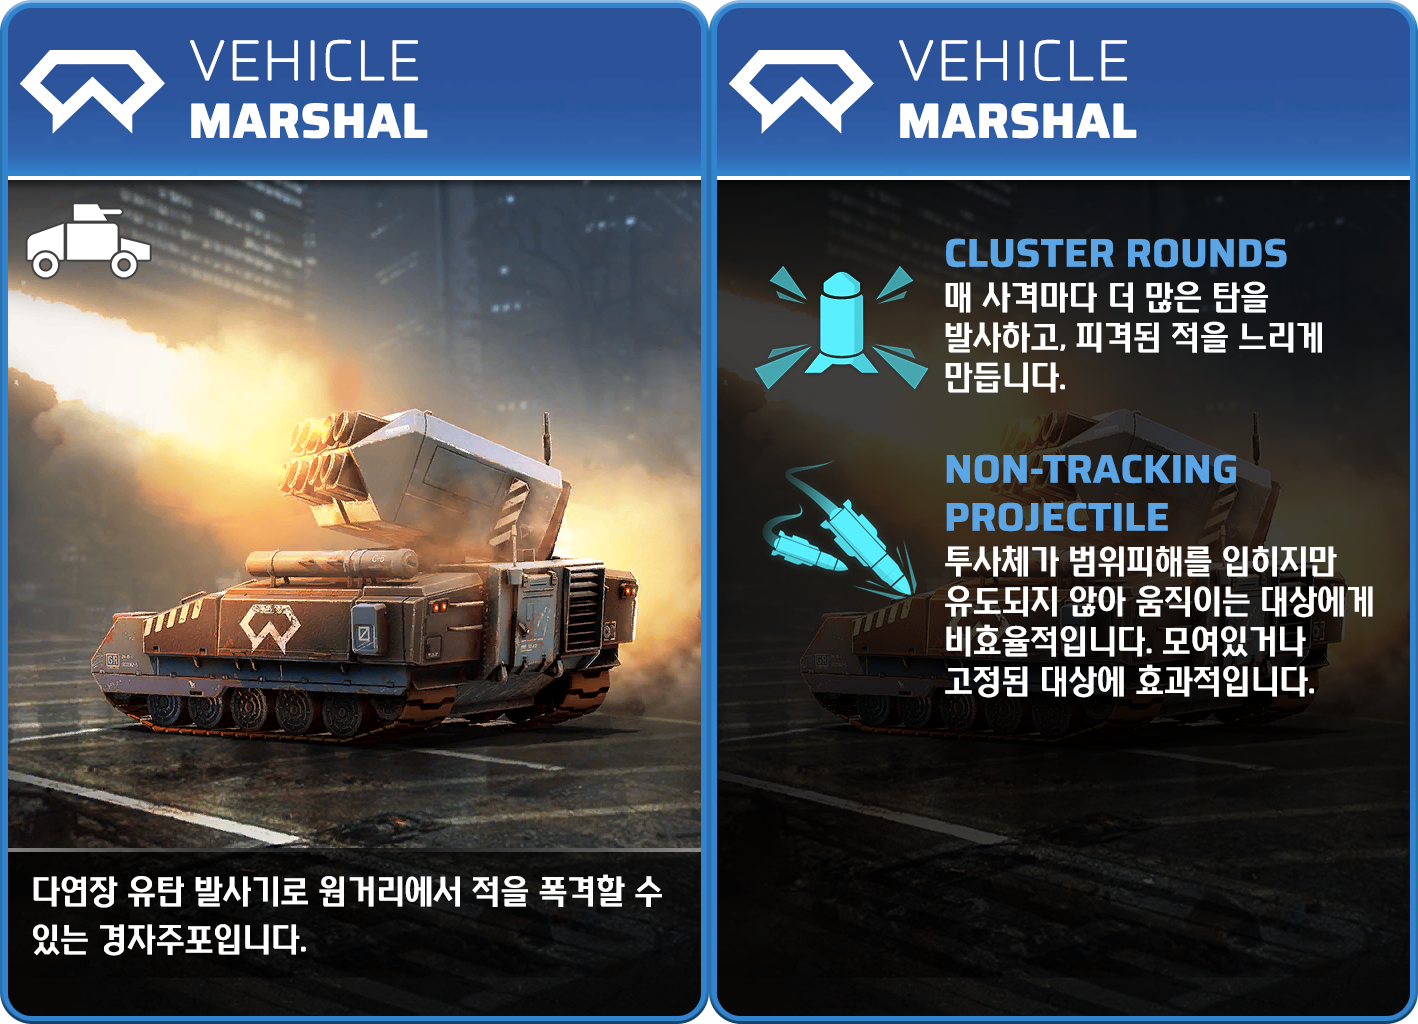 VEHICLE
MARSHAL
다연장 유탄 발사기로 원거리에서 적을 폭격할 수
있는 경자주포입니다.
VEHICLE
MARSHAL
CLUSTER ROUNDS
매 사격마다 더 많은 탄을
발사하고, 피격된 적을 느리게
만듭니다.
NON-TRACKING
PROJECTILE
투사체가 범위피해를 입히지만
유도되지 않아 움직이는 대상에게
비효율적입니다. 모여있거나
고정된 대상에 효과적입니다.